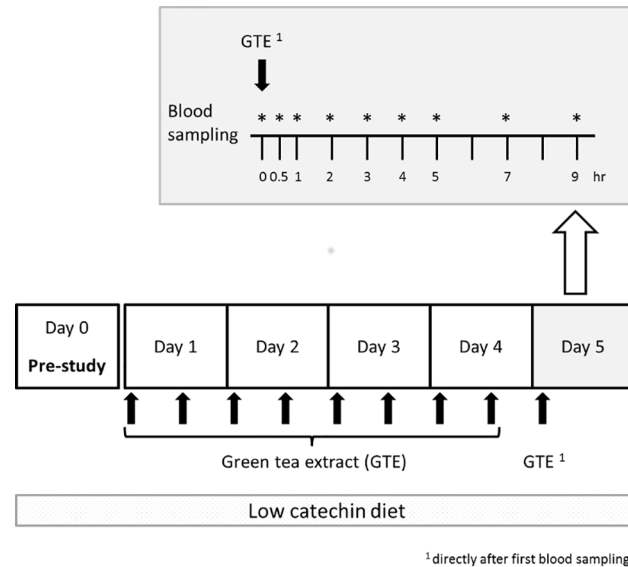 GTE ¹
Blood
sampling
* * * * * * * * *
0 0.5 1 2 3 4 5 7 9 hr
Day 0
Pre-study
Day 1
Day 2
Day 3
Day 4
Day 5
Green tea extract (GTE)
GTE ¹
Low catechin diet
¹ directly after first blood sampling